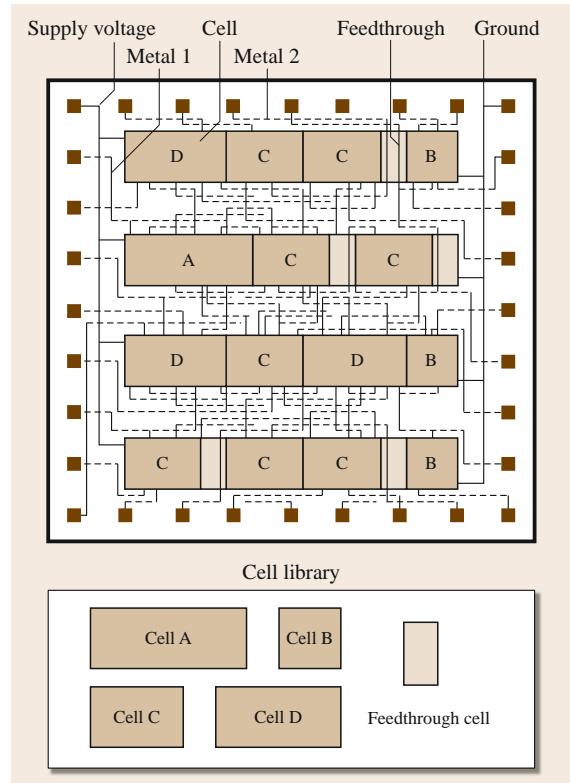 Supply voltage Cell Feedthrough Ground
Metal 1 Metal 2
D C C B
A C C
D C D B
C C C B
Cell library
Cell A Cell B
Cell C Cell D Feedthrough cell